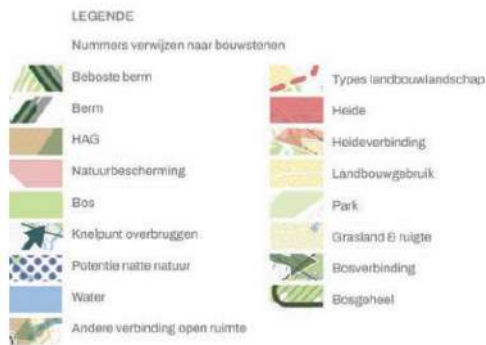 LEGENDE
Nummers verwijzen naar bouwstenen
Beboste berm
Berm
HAG
Natuurbescherming
Bos
Knelpunt overbruggen
Potentie natte natuur
Water
Andere verbinding open ruimte
Types landbouwlandschap
Heide
Heideverbinding
Landbouwgebruik
Park
Grasland & ruigte
Bosverbinding
Bosgeheel